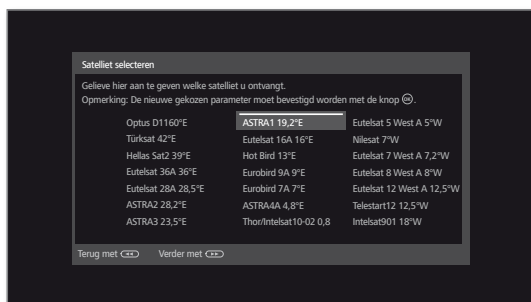 Satelliet selecteren
Gelieve hier aan te geven welke satelliet u ontvangt.
Opmerking: De nieuwe gekozen parameter moet bevestigd worden met de knop OK.
Optus D1160°E
Türksat 42°E
Hellas Sat2 39°E
Eutelsat 36A 36°E
Eutelsat 28A 28,5°E
ASTRA2 28,2°E
ASTRA3 23,5°E
ASTRA1 19,2°E
Eutelsat 16A 16°E
Hot Bird 13°E
Eurobird 9A 9°E
Eurobird 7A 7°E
ASTRA4A 4,8°E
Thor/Intelsat10-02 0,8
Eutelsat 5 West A 5°W
Nilesat 7°W
Eutelsat 7 West A 7,2°W
Eutelsat 8 West A 8°W
Eutelsat 12 West A 12,5°W
Telestart12 12,5°W
Intelsat901 18°W
Terug met Verder met